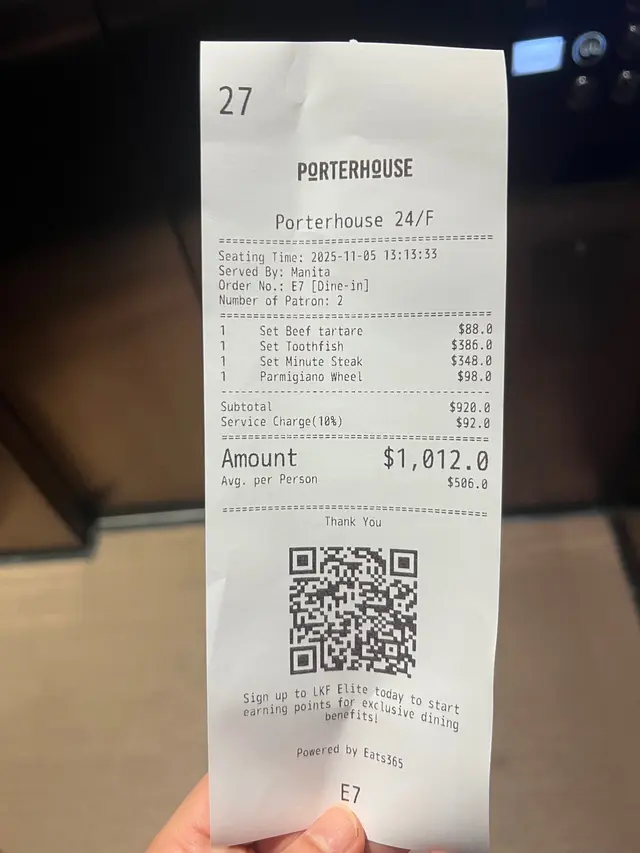 27
PORTERHOUSE
Porterhouse 24/F
Seating Time: 2025-11-05 13:13:33
Served By: Manita
Order No.: E7 [Dine-in]
Number of Patron: 2
1 Set Beef tartare $88.0
1 Set Toothfish $386.0
1 Set Minute Steak $348.0
1 Parmigiano Wheel $98.0
Subtotal $920.0
Service Charge(10%) $92.0
Amount $1,012.0
Avg. per Person $506.0
Thank You
Sign up to LKF Elite today to start
earning points for exclusive dining
benefits!
Powered by Eats365
E7